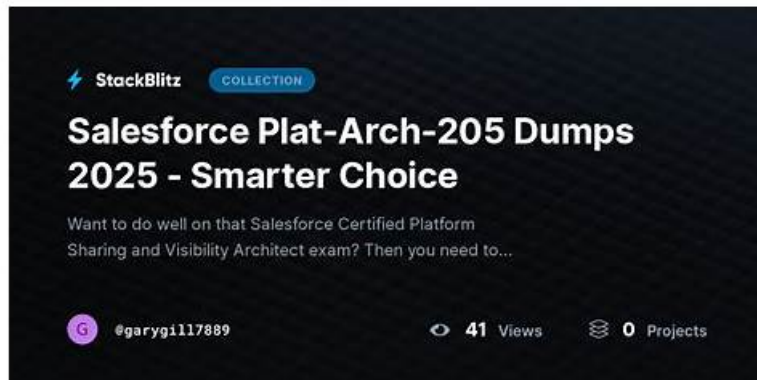 StackBlitz COLLECTION
Salesforce Plat-Arch-205 Dumps
2025 - Smarter Choice
Want to do well on that Salesforce Certified Platform
Sharing and Visibility Architect exam? Then you need to...
G @garygill7889 41 Views 0 Projects